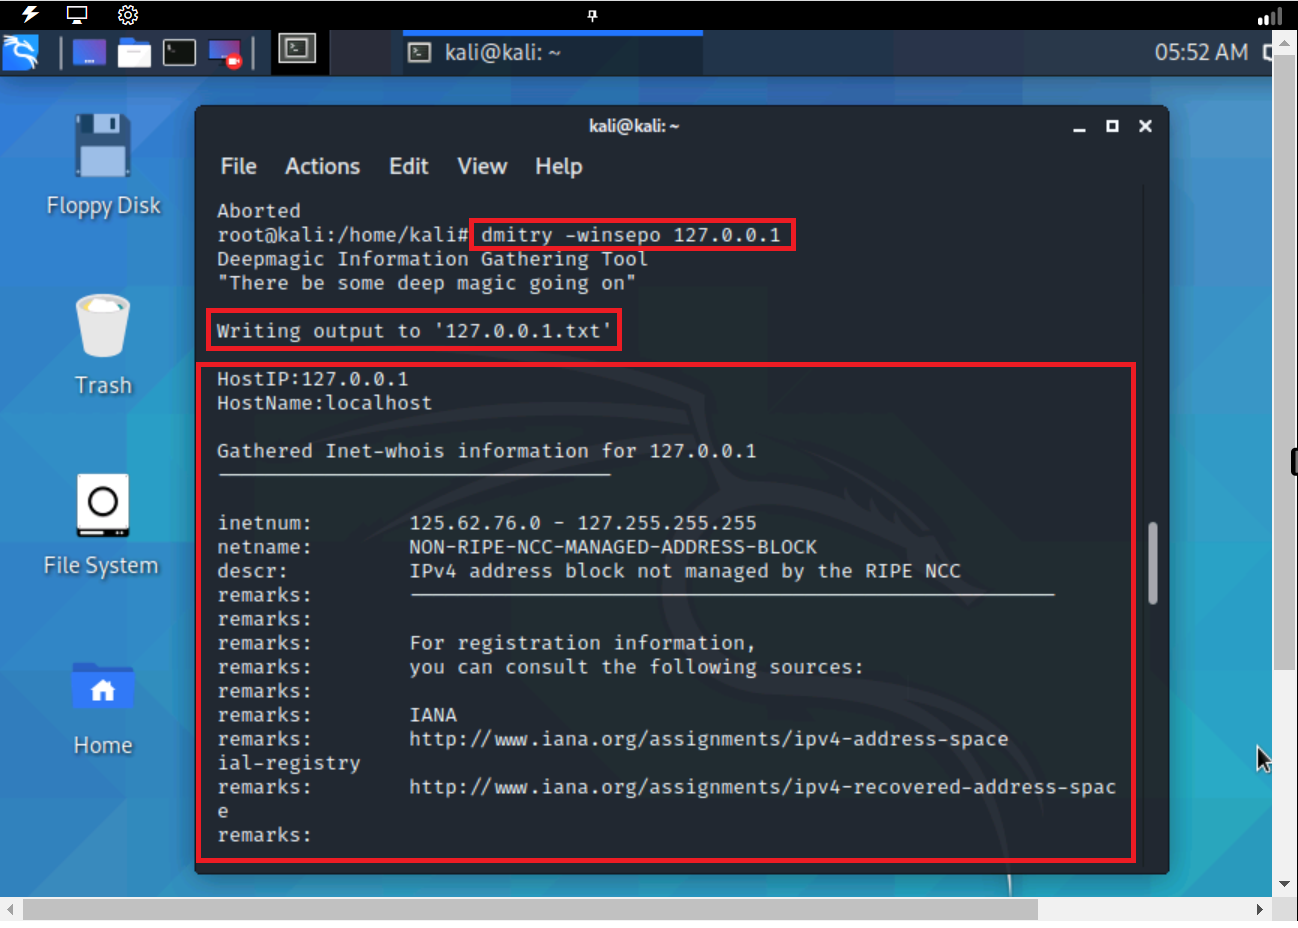 kali@kali: ~
05:52 AM
kali@kali: ~
File Actions Edit View Help
Floppy Disk
Trash
File System
Home
Aborted
root@kali:/home/kali# dmitry -winsepo 127.0.0.1
Deepmagic Information Gathering Tool
"There be some deep magic going on"
Writing output to '127.0.0.1.txt'
HostIP:127.0.0.1
HostName:localhost
Gathered Inet-whois information for 127.0.0.1
inetnum: 125.62.76.0 - 127.255.255.255
netname: NON-RIPE-NCC-MANAGED-ADDRESS-BLOCK
descr: IPv4 address block not managed by the RIPE NCC
remarks:
remarks:
remarks: For registration information,
remarks: you can consult the following sources:
remarks:
remarks: IANA
remarks: http://www.iana.org/assignments/ipv4-address-space
ial-registry
remarks: http://www.iana.org/assignments/ipv4-recovered-address-spac
e
remarks: